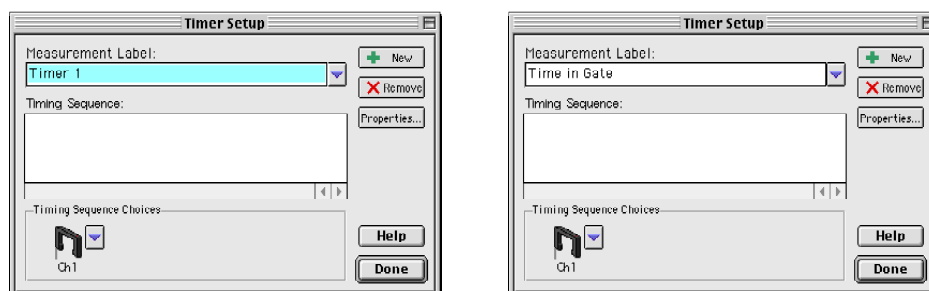 Timer Setup
Measurement Label:
Timer 1
New
Remove
Timing Sequence:
Properties...
Timing Sequence Choices
Ch1
Help
Done
Timer Setup
Measurement Label:
Time in Gate
New
Remove
Timing Sequence:
Properties...
Timing Sequence Choices
Ch1
Help
Done